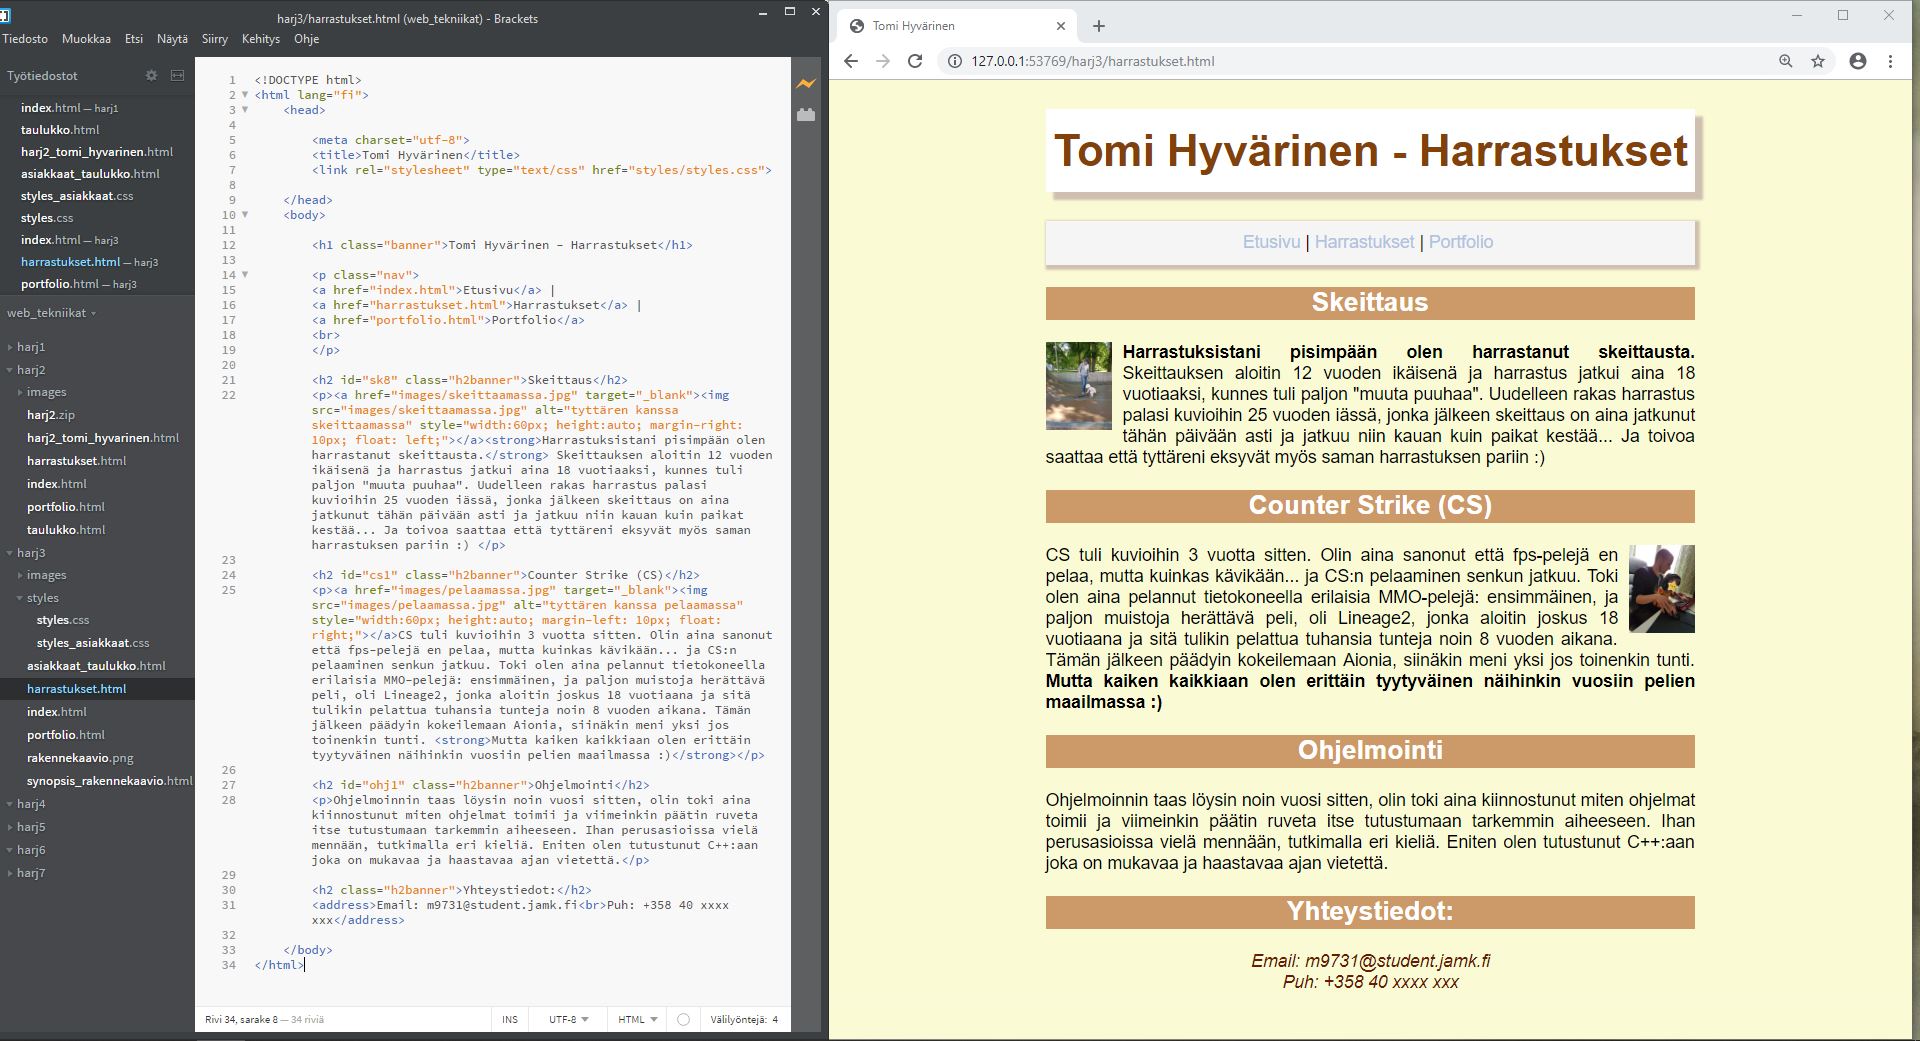 harj3/harrastukset.html (web_tekniikat) - Brackets
Tiedosto Muokkaa Etsi Näytä Siirry Kehitys Ohje
Työtiedostot
index.html — harj1
taulukko.html
harj2_tomi_hyvarinen.html
asiakkaat_taulukko.html
styles_asiakkaat.css
styles.css
index.html — harj3
harrastukset.html — harj3
portfolio.html — harj3
web_tekniikat
harj1
harj2
images
harj2.zip
harj2_tomi_hyvarinen.html
harrastukset.html
index.html
portfolio.html
taulukko.html
harj3
images
styles
styles.css
styles_asiakkaat.css
asiakkaat_taulukko.html
harrastukset.html
index.html
portfolio.html
rakennekaavio.png
synopsis_rakennekaavio.html
harj4
harj5
harj6
harj7
1 <!DOCTYPE html>
2 <html lang="fi">
3 <head>
4
5 <meta charset="utf-8">
6 <title>Tomi Hyvärinen</title>
7 <link rel="stylesheet" type="text/css" href="styles/styles.css">
8
9 </head>
10 <body>
11
12 <h1 class="banner">Tomi Hyvärinen - Harrastukset</h1>
13
14 <p class="nav">
15 <a href="index.html">Etusivu</a> |
16 <a href="harrastukset.html">Harrastukset</a> |
17 <a href="portfolio.html">Portfolio</a>
18 <br>
19 </p>
20
21 <h2 id="sk8" class="h2banner">Skeittaus</h2>
22 <p><a href="images/skeittaamassa.jpg" target="_blank"><img
src="images/skeittaamassa.jpg" alt="tyttären kanssa
skeittaamassa" style="width:60px; height:auto; margin-right:
10px; float: left;"></a><strong>Harrastuksistani pisimpään olen
harrastanut skeittausta.</strong> Skeittauksen aloitin 12 vuoden
ikäisenä ja harrastus jatkui aina 18 vuotiaaksi, kunnes tuli
paljon "muuta puuhaa". Uudelleen rakas harrastus palasi
kuvioihin 25 vuoden iässä, jonka jälkeen skeittaus on aina
jatkunut tähän päivään asti ja jatkuu niin kauan kuin paikat
kestää... Ja toivoa saattaa että tyttäreni eksyvät myös saman
harrastuksen pariin :) </p>
23
24 <h2 id="cs1" class="h2banner">Counter Strike (CS)</h2>
25 <p><a href="images/pelaamassa.jpg" target="_blank"><img
src="images/pelaamassa.jpg" alt="tyttären kanssa pelaamassa"
style="width:60px; height:auto; margin-left: 10px; float:
right;"></a>CS tuli kuvioihin 3 vuotta sitten. Olin aina sanonut
että fps-pelejä en pelaa, mutta kuinkas kävikään... ja CS:n
pelaaminen senkun jatkuu. Toki olen aina pelannut tietokoneella
erilaisia MMO-pelejä: ensimmäinen, ja paljon muistoja herättävä
peli, oli Lineage2, jonka aloitin joskus 18 vuotiaana ja sitä
tulikin pelattua tuhansia tunteja noin 8 vuoden aikana. Tämän
jälkeen päädyin kokeilemaan Aionia, siinäkin meni yksi jos
toinenkin tunti. <strong>Mutta kaiken kaikkiaan olen erittäin
tyytyväinen näihinkin vuosiin pelien maailmassa :)</strong></p>
26
27 <h2 id="ohj1" class="h2banner">Ohjelmointi</h2>
28 <p>Ohjelmoinnin taas löysin noin vuosi sitten, olin toki aina
kiinnostunut miten ohjelmat toimii ja viimeinkin päätin ruveta
itse tutustumaan tarkemmin aiheeseen. Ihan perusasioissa vielä
mennään, tutkimalla eri kieliä. Eniten olen tutustunut C++:aan
joka on mukavaa ja haastavaa ajan vietettä.</p>
29
30 <h2 class="h2banner">Yhteystiedot:</h2>
31 <address>Email: m9731@student.jamk.fi<br>Puh: +358 40 xxxx
xxx</address>
32
33 </body>
34 </html>
Rivi 34, sarake 8 — 34 riviä INS UTF-8 HTML Välilyöntejä: 4
Tomi Hyvärinen
127.0.0.1:53769/harj3/harrastukset.html
Tomi Hyvärinen - Harrastukset
Etusivu | Harrastukset | Portfolio
Skeittaus
Harrastuksistani pisimpään olen harrastanut skeittausta.
Skeittauksen aloitin 12 vuoden ikäisenä ja harrastus jatkui aina 18
vuotiaaksi, kunnes tuli paljon "muuta puuhaa". Uudelleen rakas harrastus
palasi kuvioihin 25 vuoden iässä, jonka jälkeen skeittaus on aina jatkunut
tähän päivään asti ja jatkuu niin kauan kuin paikat kestää... Ja toivoa
saattaa että tyttäreni eksyvät myös saman harrastuksen pariin :)
Counter Strike (CS)
CS tuli kuvioihin 3 vuotta sitten. Olin aina sanonut että fps-pelejä en
pelaa, mutta kuinkas kävikään... ja CS:n pelaaminen senkun jatkuu. Toki
olen aina pelannut tietokoneella erilaisia MMO-pelejä: ensimmäinen, ja
paljon muistoja herättävä peli, oli Lineage2, jonka aloitin joskus 18
vuotiaana ja sitä tulikin pelattua tuhansia tunteja noin 8 vuoden aikana.
Tämän jälkeen päädyin kokeilemaan Aionia, siinäkin meni yksi jos toinenkin tunti.
Mutta kaiken kaikkiaan olen erittäin tyytyväinen näihinkin vuosiin pelien
maailmassa :)
Ohjelmointi
Ohjelmoinnin taas löysin noin vuosi sitten, olin toki aina kiinnostunut miten ohjelmat
toimii ja viimeinkin päätin ruveta itse tutustumaan tarkemmin aiheeseen. Ihan
perusasioissa vielä mennään, tutkimalla eri kieliä. Eniten olen tutustunut C++:aan
joka on mukavaa ja haastavaa ajan vietettä.
Yhteystiedot:
Email: m9731@student.jamk.fi
Puh: +358 40 xxxx xxx